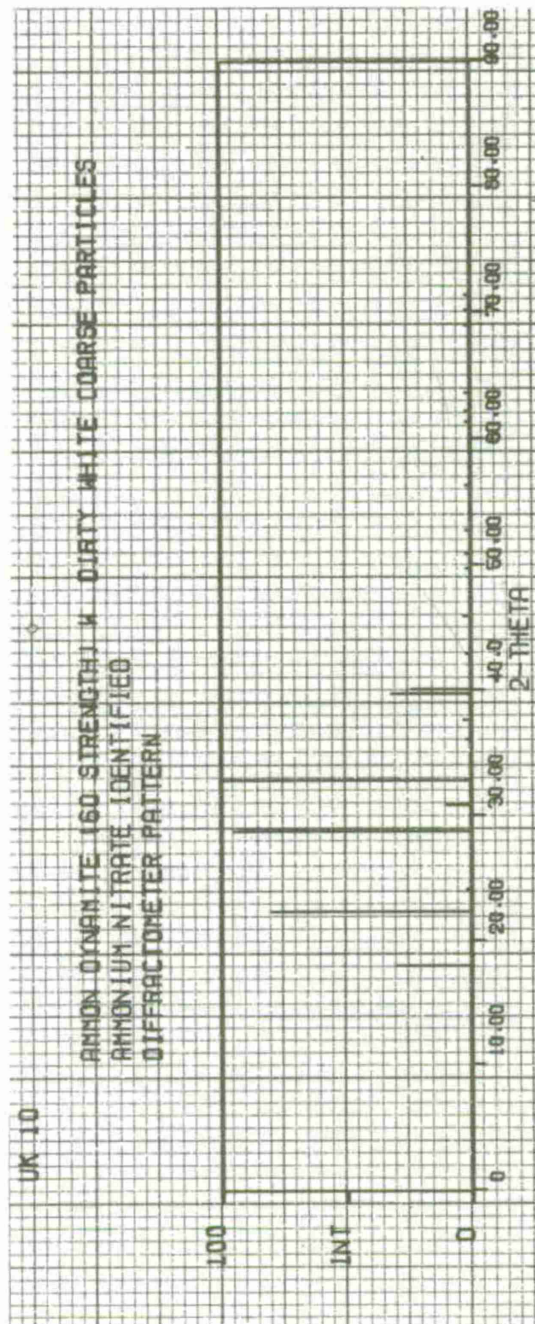 UK 10
AMMON DYNAMITE 160 STRENGTH) W DIRTY WHITE COARSE PARTICLES
AMMONIUM NITRATE IDENTIFIED
DIFFRACTOMETER PATTERN
100
INT
0
0 10.00 20.00 30.00 40.0 50.00 60.00 70.00 80.00 90.00
2-THETA